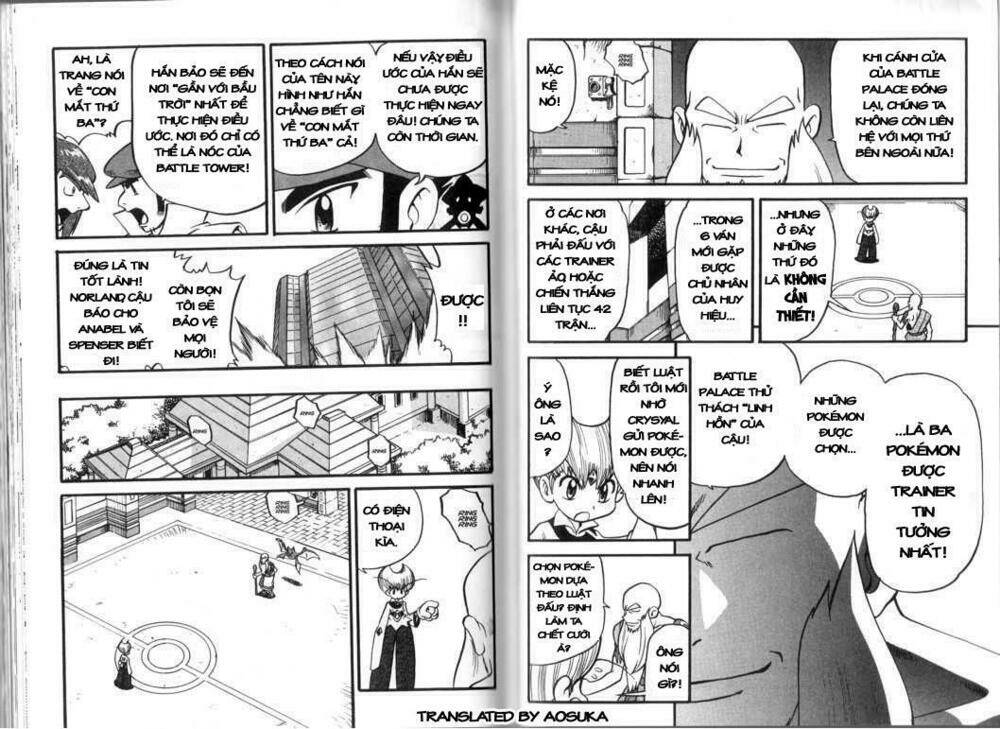 AH, LÀ
TRANG NÓI
VỀ "CON
MẮT THỨ
BA"?
HẮN BẢO SẼ ĐẾN
NƠI "GẦN VỚI BẦU
TRỜI" NHẤT ĐỂ
THỰC HIỆN ĐIỀU
ƯỚC. NƠI ĐÓ CHỈ CÓ
THỂ LÀ NÓC CỦA
BATTLE TOWER!
THEO CÁCH NÓI
CỦA TÊN NÀY
HÌNH NHƯ HẮN
CHẲNG BIẾT GÌ
VỀ "CON MẮT
THỨ BA" CẢ!
NẾU VẬY ĐIỀU
ƯỚC CỦA HẮN SẼ
CHƯA ĐƯỢC
THỰC HIỆN NGAY
ĐÂU! CHÚNG TA
CÒN THỜI GIAN.
ĐÚNG LÀ TIN
TỐT LÀNH!
NORLAND, CẬU
BÁO CHO
ANABEL VÀ
SPENSER BIẾT
ĐI!
CÒN BỌN
TÔI SẼ
BẢO VỆ
MỌI
NGƯỜI!
ĐƯỢC
!!
RING
RING
RING
RING
RING
CÓ ĐIỆN
THOẠI
KÌA.
RING
RING
RING
MẶC
KỆ
NÓ!
RING
RING
RING
KHI CÁNH CỬA
CỦA BATTLE
PALACE ĐÓNG
LẠI, CHÚNG TA
KHÔNG CÒN LIÊN
HỆ VỚI MỌI THỨ
BÊN NGOÀI NỮA!
Ở CÁC NƠI
KHÁC, CẬU
PHẢI ĐẤU VỚI
CÁC TRAINER
ẢO, HOẶC
CHIẾN THẮNG
LIÊN TỤC 42
TRẬN...
...TRONG
6 VÁN
MỚI GẶP
ĐƯỢC
CHỦ NHÂN
CỦA HUY
HIỆU...
...NHƯNG
Ở ĐÂY
NHỮNG
THỨ ĐÓ
LÀ KHÔNG
CẦN
THIẾT!
Ý
ÔNG
LÀ
SAO
?
BIẾT LUẬT
RỒI TÔI MỚI
NHỜ
CRYSYAL
GỬI POKÉ-
MON ĐƯỢC,
NÊN NÓI
NHANH
LÊN!
CHỌN POKÉ-
MON DỰA
THEO LUẬT
ĐẤU? ĐỊNH
LÀM TA
CHẾT CƯỜI
À?
ÔNG
NÓI
GÌ?!
BATTLE
PALACE THỬ
THÁCH "LINH
HỒN" CỦA
CẬU!
NHỮNG
POKÉMON
ĐƯỢC
CHỌN...
...LÀ BA
POKÉMON
ĐƯỢC
TRAINER
TIN
TƯỞNG
NHẤT!
TRANSLATED BY AOSUKA